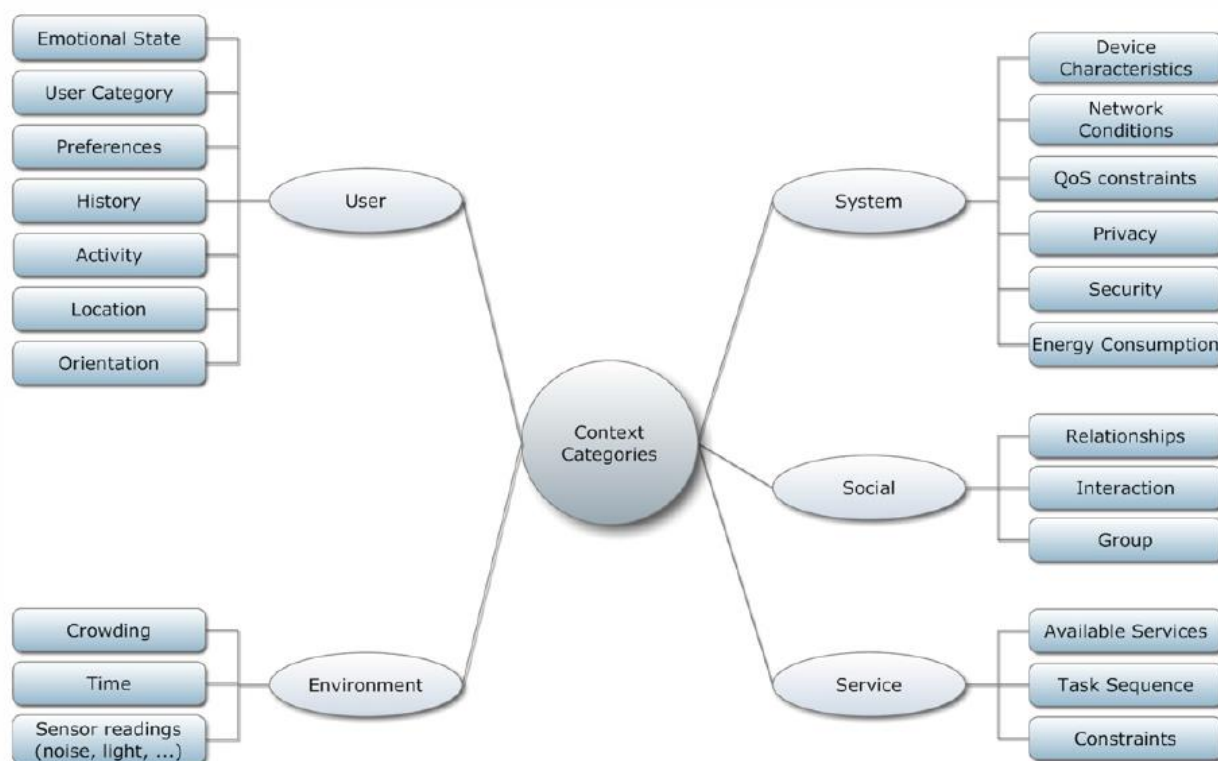 Emotional State
User Category
Preferences
History
Activity
Location
Orientation
User
Crowding
Time
Sensor readings
(noise, light, ...)
Environment
Context
Categories
System
Device
Characteristics
Network
Conditions
QoS constraints
Privacy
Security
Energy Consumption
Social
Relationships
Interaction
Group
Service
Available Services
Task Sequence
Constraints